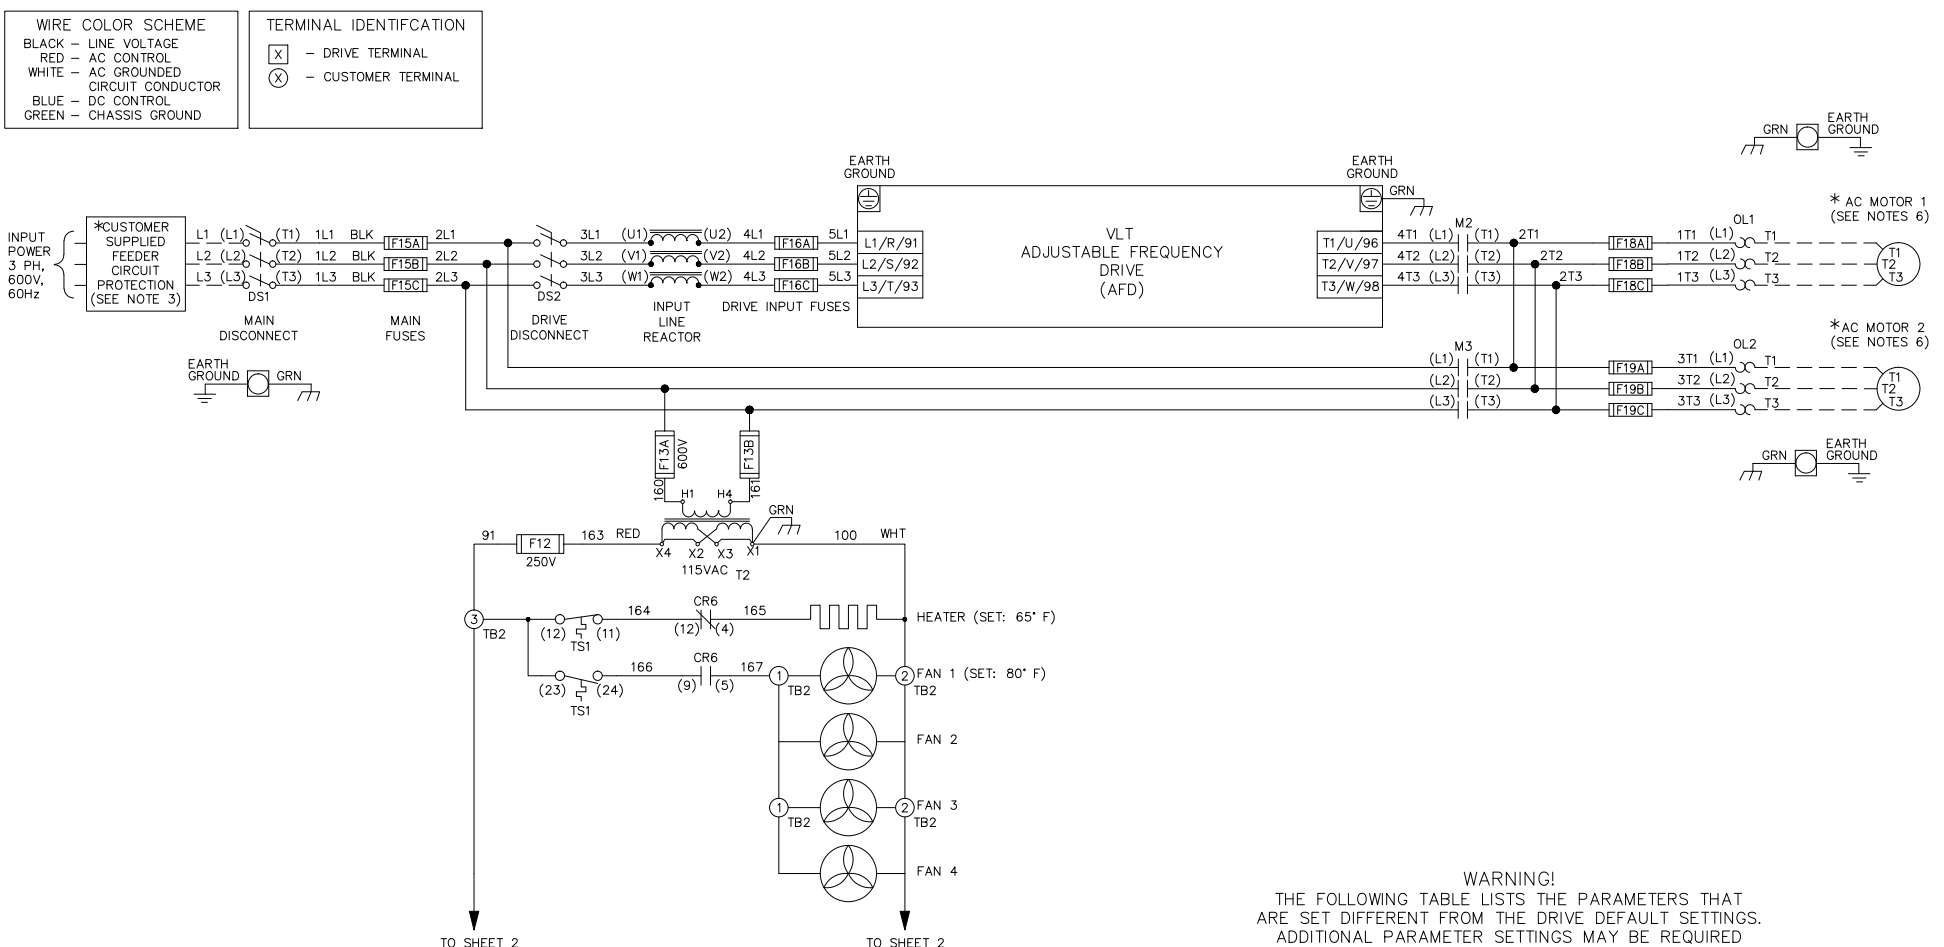 WIRE COLOR SCHEME
BLACK – LINE VOLTAGE
RED – AC CONTROL
WHITE – AC GROUNDED
CIRCUIT CONDUCTOR
BLUE – DC CONTROL
GREEN – CHASSIS GROUND
TERMINAL IDENTIFCATION
X – DRIVE TERMINAL
X – CUSTOMER TERMINAL
INPUT
POWER
3 PH,
600V,
60Hz
*CUSTOMER
SUPPLIED
FEEDER
CIRCUIT
PROTECTION
(SEE NOTE 3)
L1 (L1) (T1) 1L1 BLK F15A 2L1
L2 (L2) (T2) 1L2 BLK F15B 2L2
L3 (L3) (T3) 1L3 BLK F15C 2L3
DS1
MAIN
DISCONNECT
MAIN
FUSES
3L1 (U1) (U2) 4L1 F16A 5L1
3L2 (V1) (V2) 4L2 F16B 5L2
3L3 (W1) (W2) 4L3 F16C 5L3
DS2
DRIVE
DISCONNECT
INPUT
LINE
REACTOR
DRIVE INPUT FUSES
EARTH
GROUND
L1/R/91
L2/S/92
L3/T/93
VLT
ADJUSTABLE FREQUENCY
DRIVE
(AFD)
EARTH
GROUND
GRN
T1/U/96
T2/V/97
T3/W/98
M2
4T1 (L1) (T1) 2T1 F18A 1T1 (L1) T1
4T2 (L2) (T2) 2T2 F18B 1T2 (L2) T2
4T3 (L3) (T3) 2T3 F18C 1T3 (L3) T3
OL1
GRN
EARTH
GROUND
* AC MOTOR 1
(SEE NOTES 6)
T1
T2
T3
M3
(L1) (T1) F19A 3T1 (L1) T1
(L2) (T2) F19B 3T2 (L2) T2
(L3) (T3) F19C 3T3 (L3) T3
OL2
*AC MOTOR 2
(SEE NOTES 6)
T1
T2
T3
GRN
EARTH
GROUND
EARTH
GROUND
GRN
F13A
600V
F13B
160
161
H1 H4
GRN
91 F12 163 RED
250V
X4 X2 X3 X1
100 WHT
115VAC T2
3
TB2
(12) (11)
TS1
164
CR6
(12) (4)
165
HEATER (SET: 65° F)
(23) (24)
TS1
166
CR6
(9) (5)
167
1
TB2
2
TB2
FAN 1 (SET: 80° F)
FAN 2
1
TB2
2
TB2
FAN 3
FAN 4
TO SHEET 2
TO SHEET 2
WARNING!
THE FOLLOWING TABLE LISTS THE PARAMETERS THAT
ARE SET DIFFERENT FROM THE DRIVE DEFAULT SETTINGS.
ADDITIONAL PARAMETER SETTINGS MAY BE REQUIRED